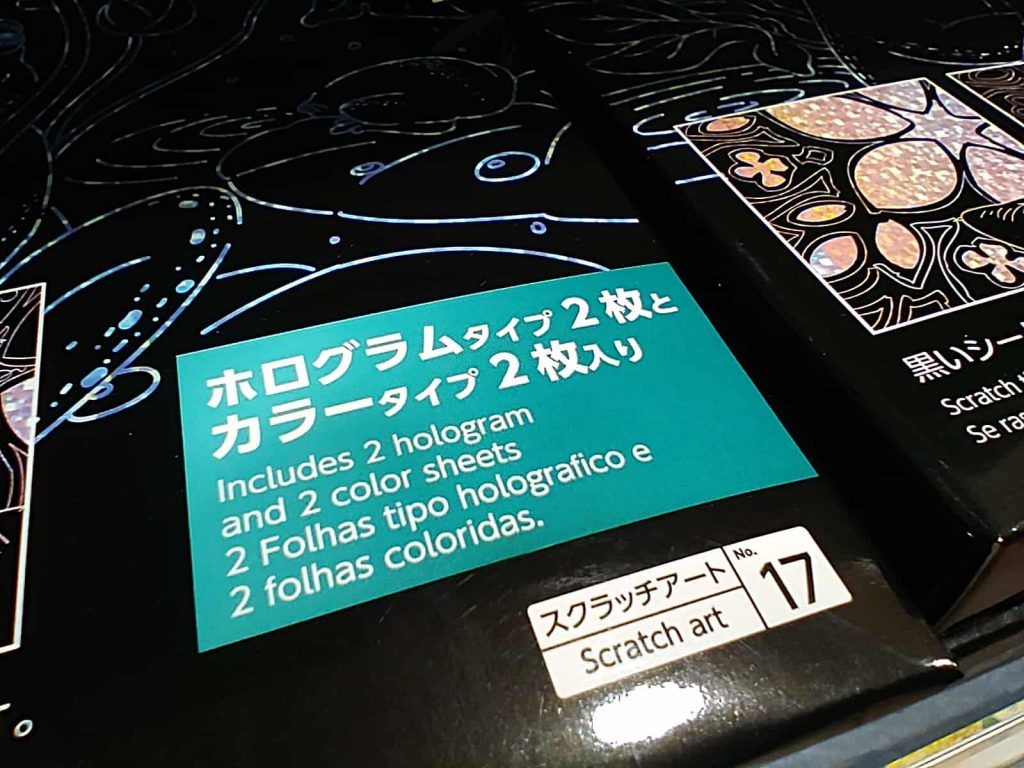 ホログラムタイプ2枚と
カラータイプ2枚入り
Includes 2 hologram
and 2 color sheets
2 Folhas tipo holografico e
2 folhas coloridas.
スクラッチアート
Scratch art
No.
17
黒いシー
Scratch
Se